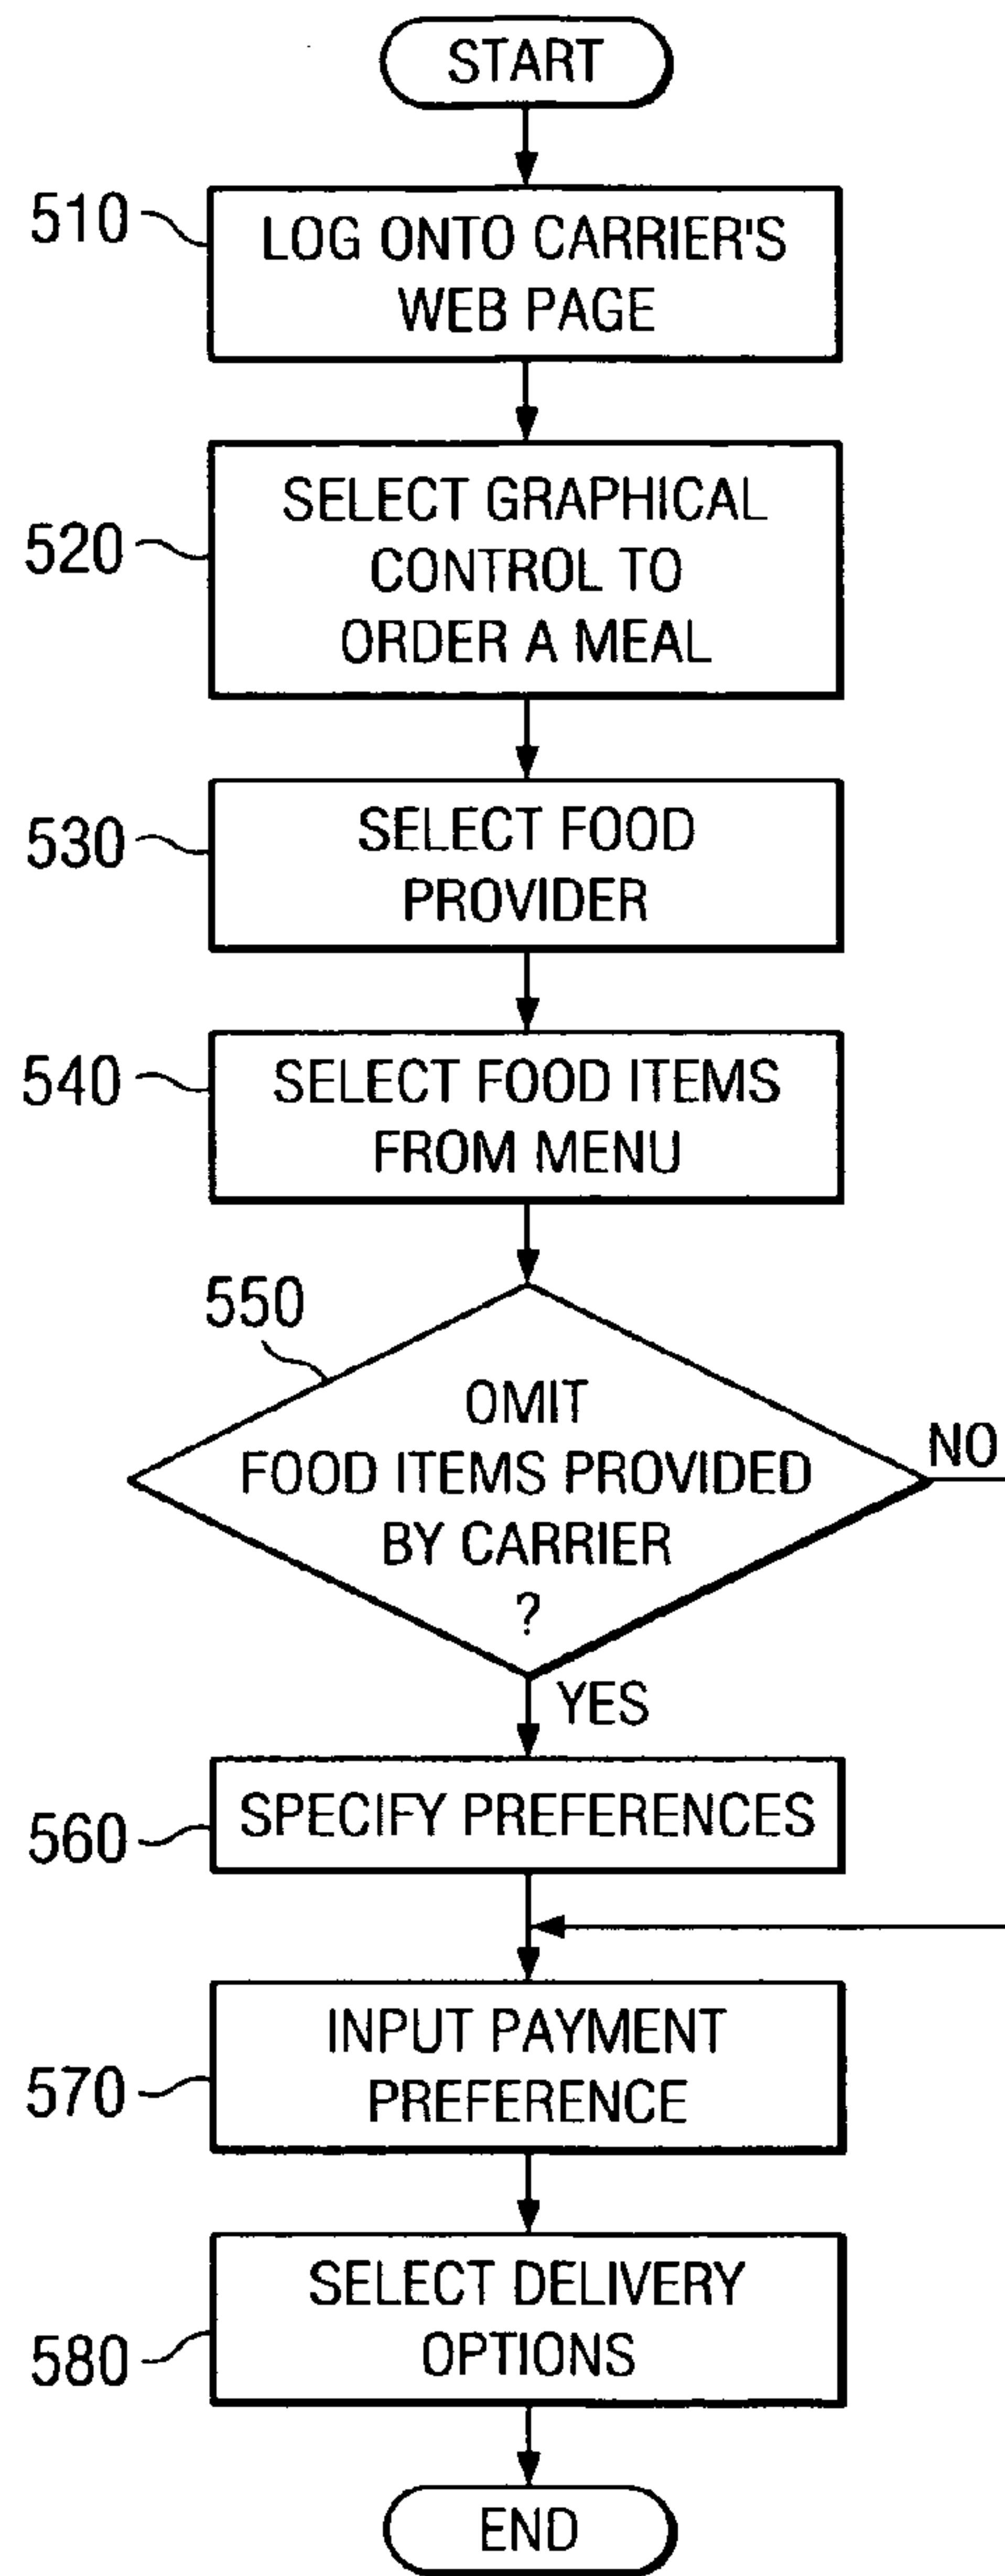 START
510
LOG ONTO CARRIER'S
WEB PAGE
520
SELECT GRAPHICAL
CONTROL TO
ORDER A MEAL
530
SELECT FOOD
PROVIDER
540
SELECT FOOD ITEMS
FROM MENU
550
OMIT
FOOD ITEMS PROVIDED
BY CARRIER
?
NO
YES
560
SPECIFY PREFERENCES
570
INPUT PAYMENT
PREFERENCE
580
SELECT DELIVERY
OPTIONS
END